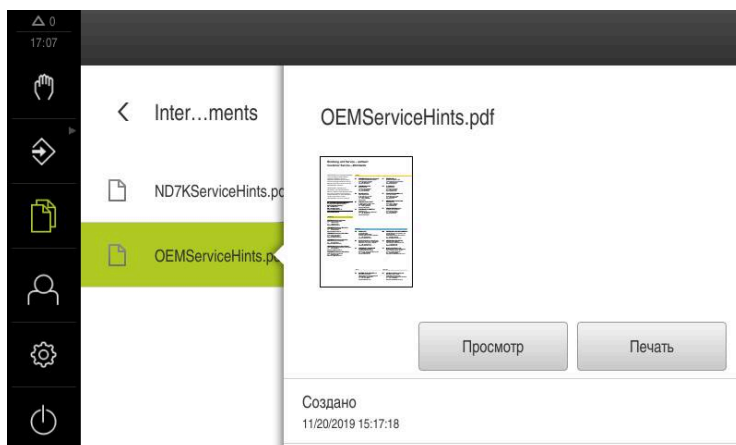 0
17:07
Inter...ments
OEMServiceHints.pdf
ND7KServiceHints.pd
OEMServiceHints.p
Просмотр
Печать
Создано
11/20/2019 15:17:18